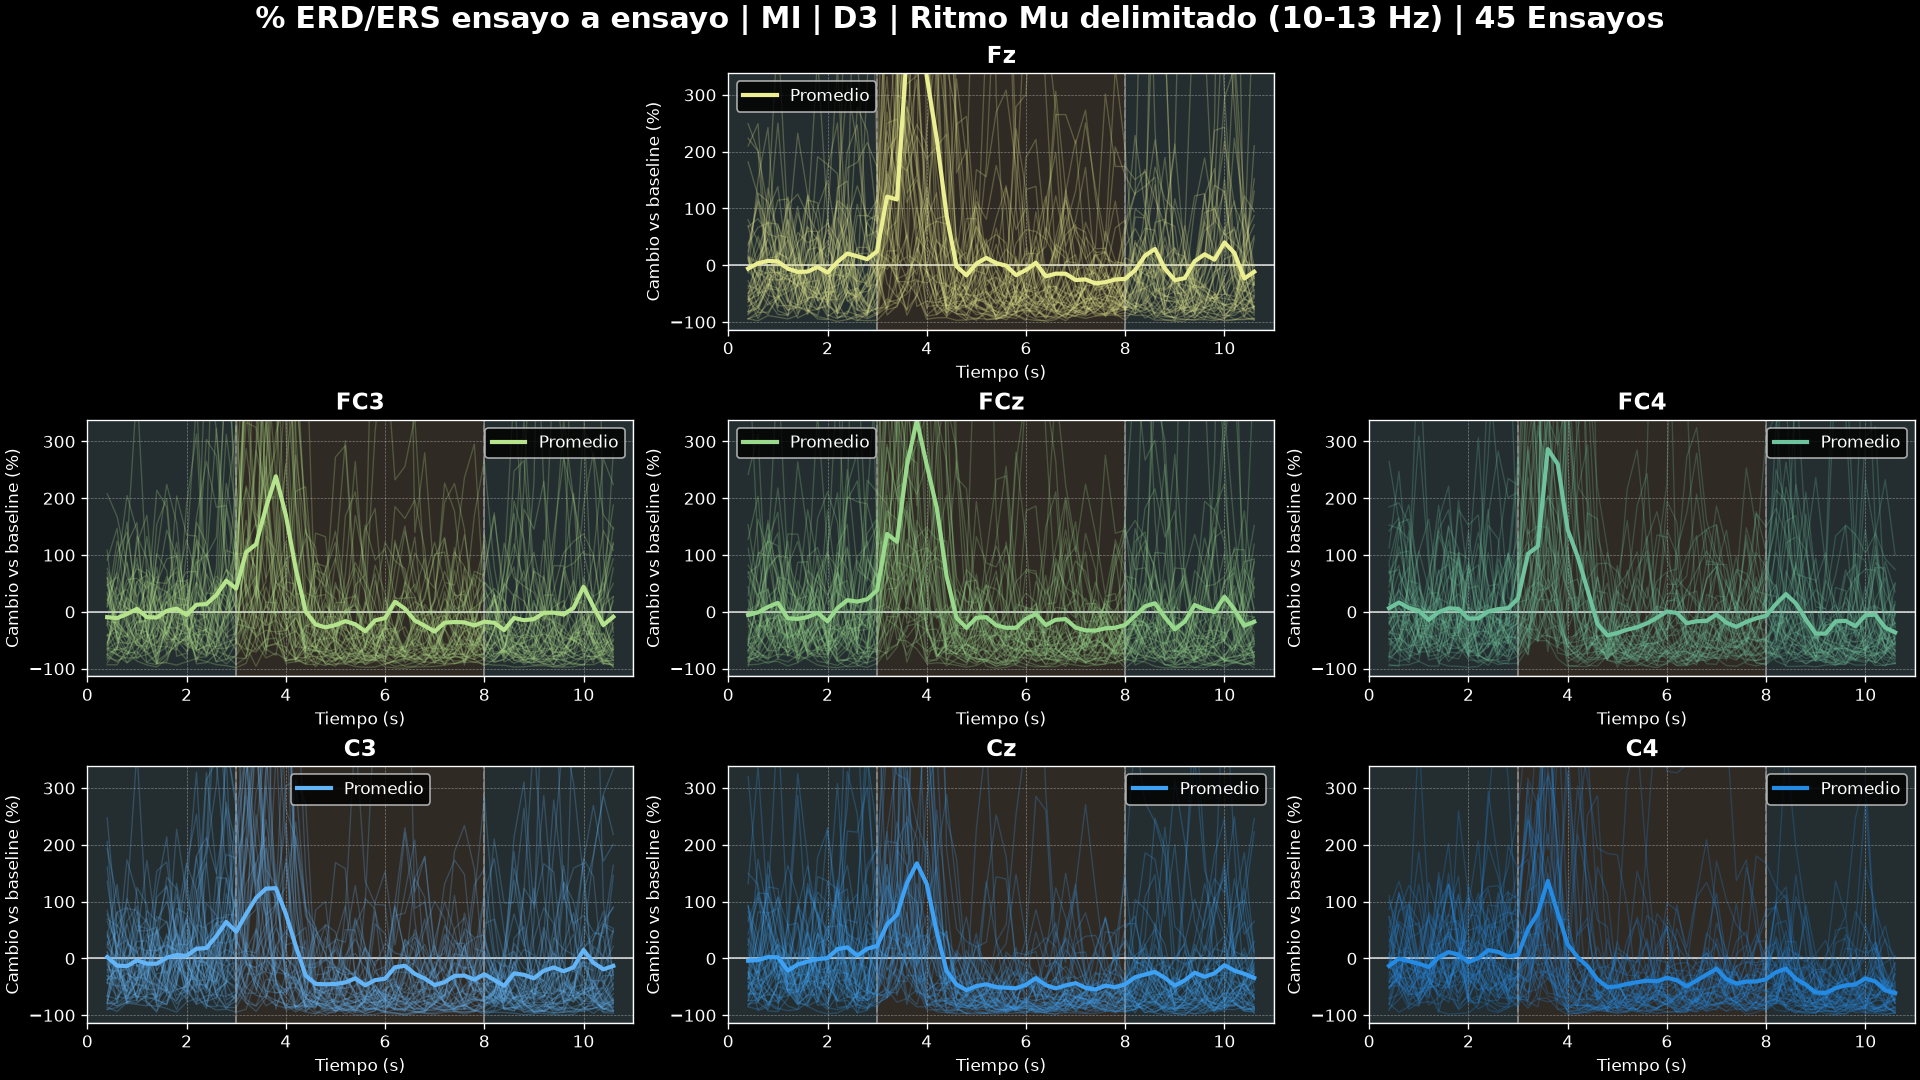 % ERD/ERS ensayo a ensayo | MI | D3 | Ritmo Mu delimitado (10-13 Hz) | 45 Ensayos
Fz
Cambio vs baseline (%)
300
200
100
0
−100
Promedio
0 2 4 6 8 10
Tiempo (s)
FC3
Cambio vs baseline (%)
300
200
100
0
−100
Promedio
0 2 4 6 8 10
Tiempo (s)
FCz
Cambio vs baseline (%)
300
200
100
0
−100
Promedio
0 2 4 6 8 10
Tiempo (s)
FC4
Cambio vs baseline (%)
300
200
100
0
−100
Promedio
0 2 4 6 8 10
Tiempo (s)
C3
Cambio vs baseline (%)
300
200
100
0
−100
Promedio
0 2 4 6 8 10
Tiempo (s)
Cz
Cambio vs baseline (%)
300
200
100
0
−100
Promedio
0 2 4 6 8 10
Tiempo (s)
C4
Cambio vs baseline (%)
300
200
100
0
−100
Promedio
0 2 4 6 8 10
Tiempo (s)